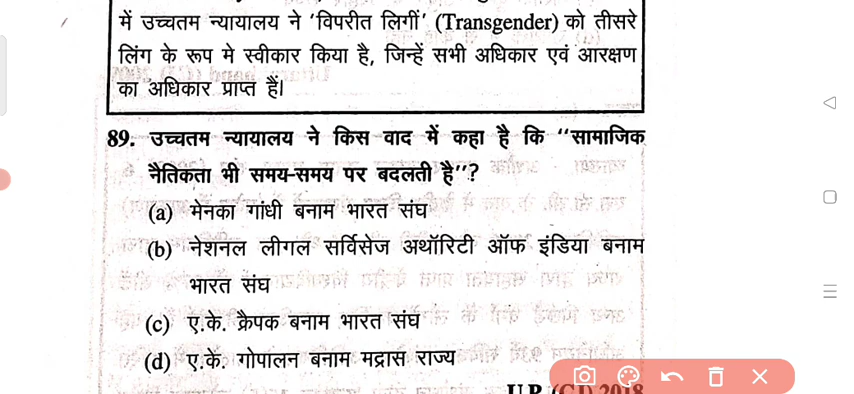 में उच्चतम न्यायालय ने ‘विपरीत लिगीं’ (Transgender) को तीसरे
लिंग के रूप मे स्वीकार किया है, जिन्हें सभी अधिकार एवं आरक्षण
का अधिकार प्राप्त हैं।
89. उच्चतम न्यायालय ने किस वाद में कहा है कि ‘‘सामाजिक
नैतिकता भी समय-समय पर बदलती है’’?
(a) मेनका गांधी बनाम भारत संघ
(b) नेशनल लीगल सर्विसेज अथॉरिटी ऑफ इंडिया बनाम
भारत संघ
(c) ए.के. क्रैपक बनाम भारत संघ
(d) ए.के. गोपालन बनाम मद्रास राज्य
U.P. (CJ) 2018